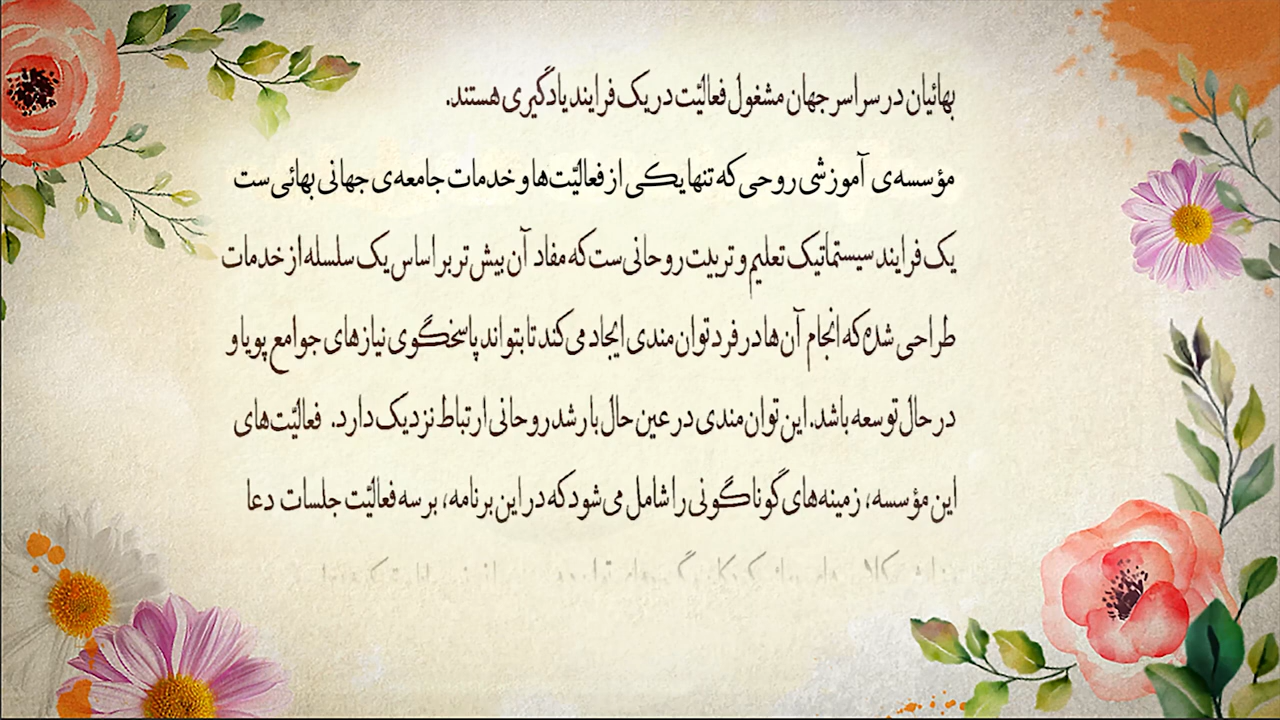 بهائیان در سراسر جهان مشغول فعالیّت در یک فرایند یادگیری هستند.
مؤسسه‌ی آموزشی روحی که تنها یکی از فعالیّت‌ها و خدمات جامعه‌ی جهانی بهائی‌ست
یک فرایند سیستماتیک تعلیم و تربیت روحانی‌ست که مفاد آن بیش‌تر بر اساس یک سلسله از خدمات
طراحی شده که انجام آن‌ها در فرد توان‌مندی ایجاد می‌کند تا بتواند پاسخگوی نیازهای جوامع پویا و
در حال توسعه باشد. این توان‌مندی در عین حال با رشد روحانی ارتباط نزدیک دارد. فعالیّت‌های
این مؤسسه، زمینه‌های گوناگونی را شامل می‌شود که در این برنامه، بر سه فعالیّت جلسات دعا